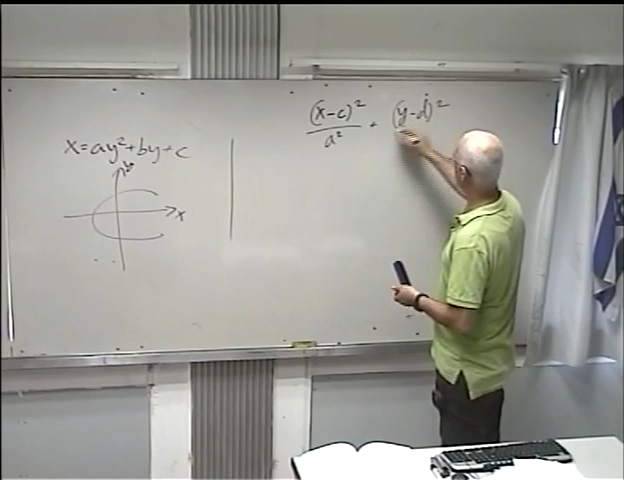 x=ay²+by+c
y
x
(x-c)²/a² + (y-d)²